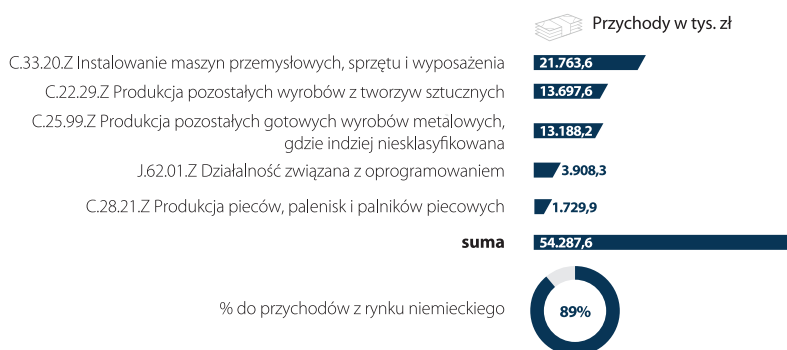 Przychody w tys. zł
C.33.20.Z Instalowanie maszyn przemysłowych, sprzętu i wyposażenia 21.763,6
C.22.29.Z Produkcja pozostałych wyrobów z tworzyw sztucznych 13.697,6
C.25.99.Z Produkcja pozostałych gotowych wyrobów metalowych,
gdzie indziej niesklasyfikowana 13.188,2
J.62.01.Z Działalność związana z oprogramowaniem 3.908,3
C.28.21.Z Produkcja pieców, palenisk i palników piecowych 1.729,9
suma 54.287,6
% do przychodów z rynku niemieckiego 89%